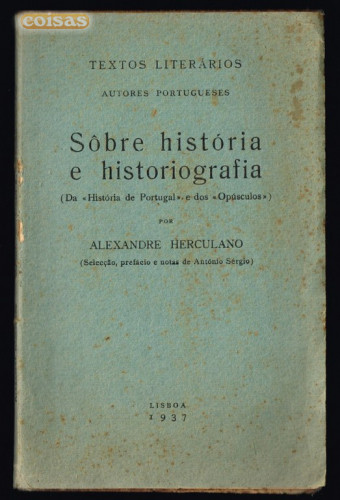 coisas
TEXTOS LITERÁRIOS
AUTORES PORTUGUESES
Sôbre história
e historiografia
(Da «História de Portugal» e dos «Opúsculos»)
POR
ALEXANDRE HERCULANO
(Selecção, prefácio e notas de António Sérgio)
LISBOA
1937